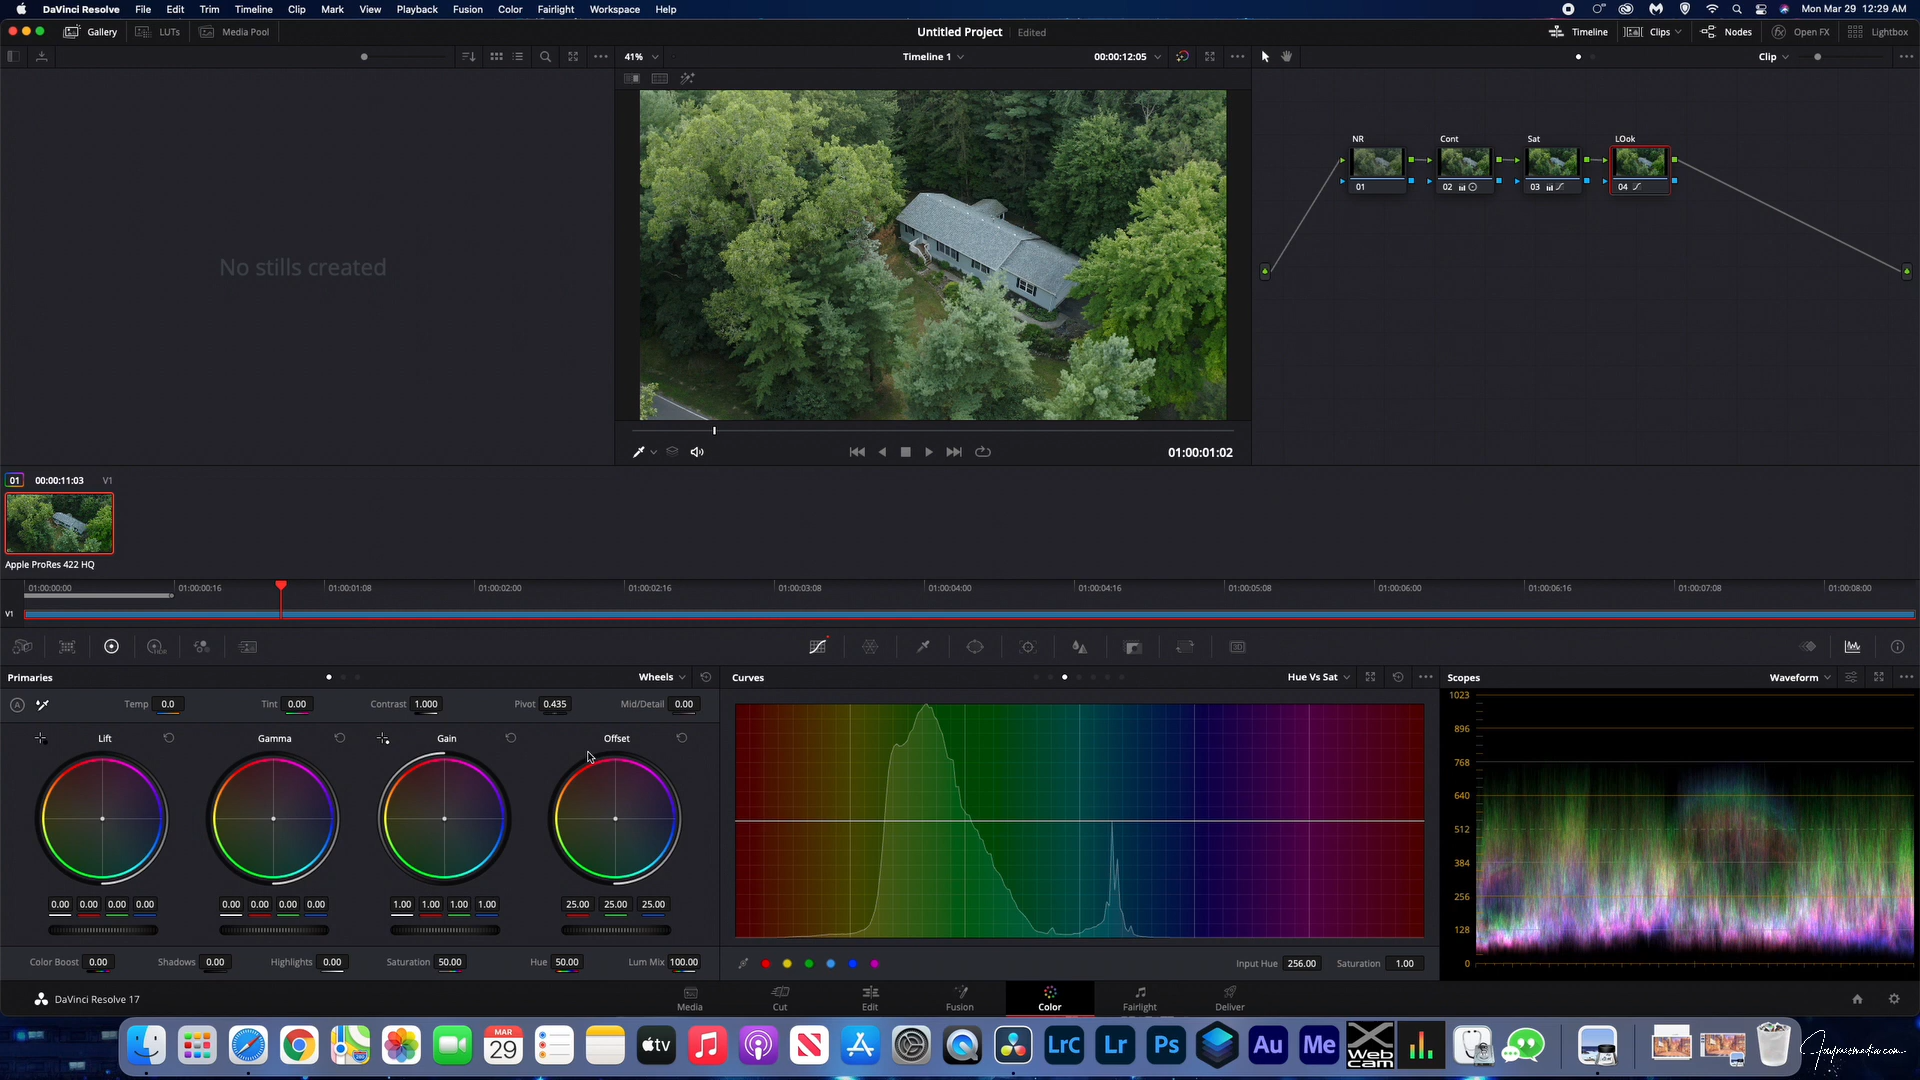 DaVinci Resolve File Edit Trim Timeline Clip Mark View Playback Fusion Color Fairlight Workspace Help
Mon Mar 29 12:29 AM
Gallery LUTs Media Pool
Untitled Project Edited
Timeline Clips Nodes Open FX Lightbox
41%
Timeline 1
00:00:12:05
Clip
No stills created
NR Cont Sat LOok
01 02 03 04
01:00:01:02
01 00:00:11:03 V1
Apple ProRes 422 HQ
01:00:00:00 01:00:00:16 01:00:01:08 01:00:02:00 01:00:02:16 01:00:03:08 01:00:04:00 01:00:04:16 01:00:05:08 01:00:06:00 01:00:06:16 01:00:07:08 01:00:08:00
V1
HDR
3D
Primaries Wheels
Curves Hue Vs Sat
Scopes Waveform
A Temp 0.0 Tint 0.00 Contrast 1.000 Pivot 0.435 Mid/Detail 0.00
Lift Gamma Gain Offset
0.00 0.00 0.00 0.00
0.00 0.00 0.00 0.00
1.00 1.00 1.00 1.00
25.00 25.00 25.00
Color Boost 0.00 Shadows 0.00 Highlights 0.00 Saturation 50.00 Hue 50.00 Lum Mix 100.00
Input Hue 256.00 Saturation 1.00
1023
896
768
640
512
384
256
128
0
DaVinci Resolve 17
Media Cut Edit Fusion Color Fairlight Deliver
MAR
29
tv
LrC
Lr
Ps
Au
Me
X
Web
cam